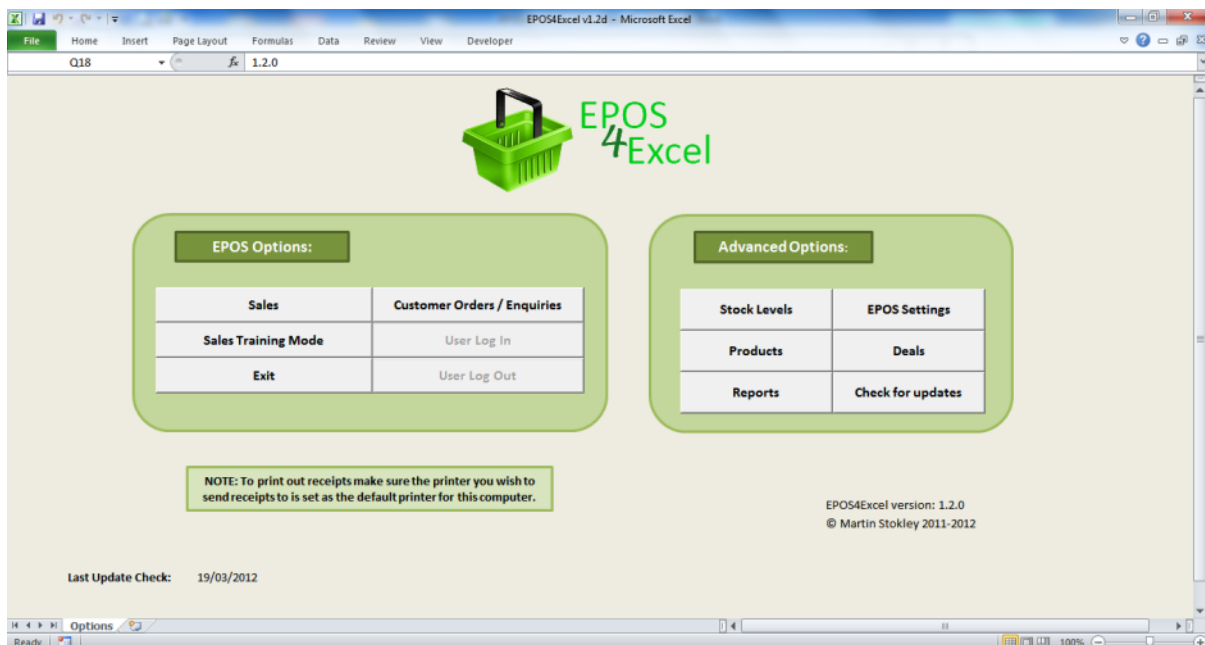 EPOS4Excel v1.2d - Microsoft Excel
File Home Insert Page Layout Formulas Data Review View Developer
Q18 fx 1.2.0
EPOS
4Excel
EPOS Options:
Advanced Options:
Sales Customer Orders / Enquiries
Stock Levels EPOS Settings
Sales Training Mode User Log In
Products Deals
Exit User Log Out
Reports Check for updates
NOTE: To print out receipts make sure the printer you wish to
send receipts to is set as the default printer for this computer.
EPOS4Excel version: 1.2.0
© Martin Stokley 2011-2012
Last Update Check: 19/03/2012
Options
Ready 100%